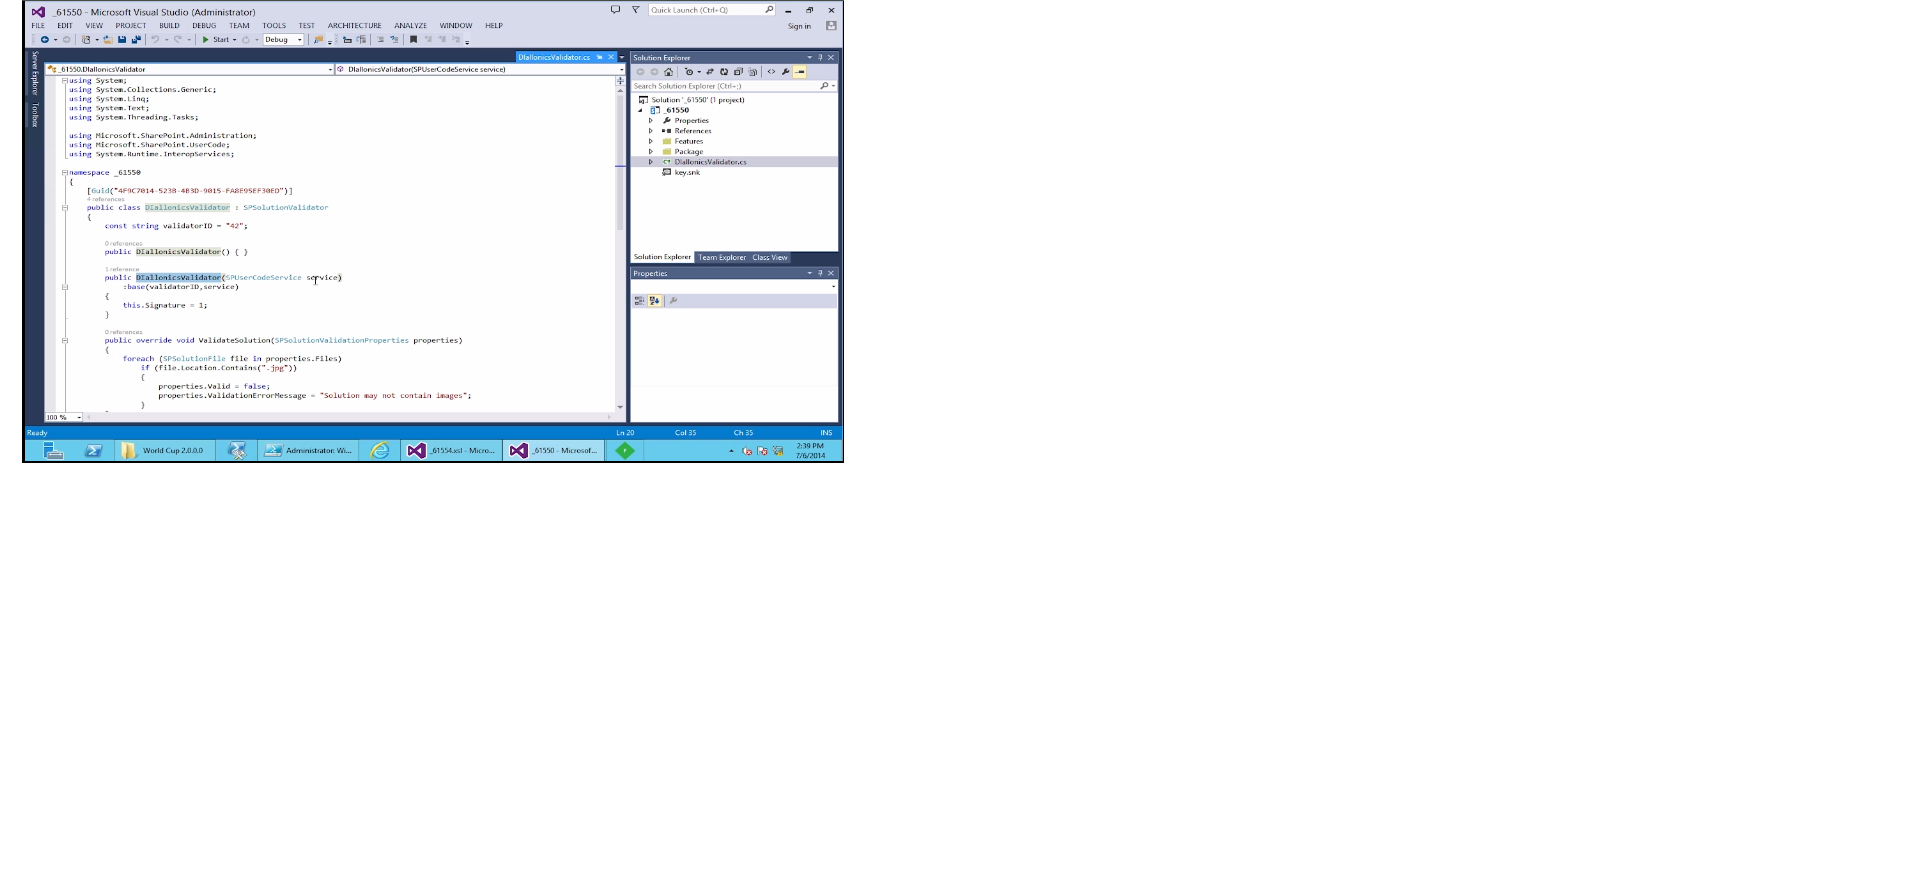 _61550 - Microsoft Visual Studio (Administrator)
Quick Launch (Ctrl+Q)
FILE EDIT VIEW PROJECT BUILD DEBUG TEAM TOOLS TEST ARCHITECTURE ANALYZE WINDOW HELP
Sign in
Start
Debug
Server Explorer
Toolbox
DIallonicsValidator.cs
_61550.DIallonicsValidator
DIallonicsValidator(SPUserCodeService service)
using System;
using System.Collections.Generic;
using System.Linq;
using System.Text;
using System.Threading.Tasks;
using Microsoft.SharePoint.Administration;
using Microsoft.SharePoint.UserCode;
using System.Runtime.InteropServices;
namespace _61550
{
[Guid("4F9C7014-523B-4B3D-9015-FA8E95EF30ED")]
4 references
public class DIallonicsValidator : SPSolutionValidator
{
const string validatorID = "42";
0 references
public DIallonicsValidator() { }
1 reference
public DIallonicsValidator(SPUserCodeService service)
:base(validatorID,service)
{
this.Signature = 1;
}
0 references
public override void ValidateSolution(SPSolutionValidationProperties properties)
{
foreach (SPSolutionFile file in properties.Files)
if (file.Location.Contains(".jpg"))
{
properties.Valid = false;
properties.ValidationErrorMessage = "Solution may not contain images";
}
100 %
Solution Explorer
Search Solution Explorer (Ctrl+;)
Solution '_61550' (1 project)
_61550
Properties
References
Features
Package
DIallonicsValidator.cs
key.snk
Solution Explorer Team Explorer Class View
Properties
Ready
Ln 20 Col 35 Ch 35 INS
World Cup 2.0.0.0
Administrator: Wi...
_61554.xsl - Micro...
_61550 - Microsof...
2:39 PM
7/6/2014